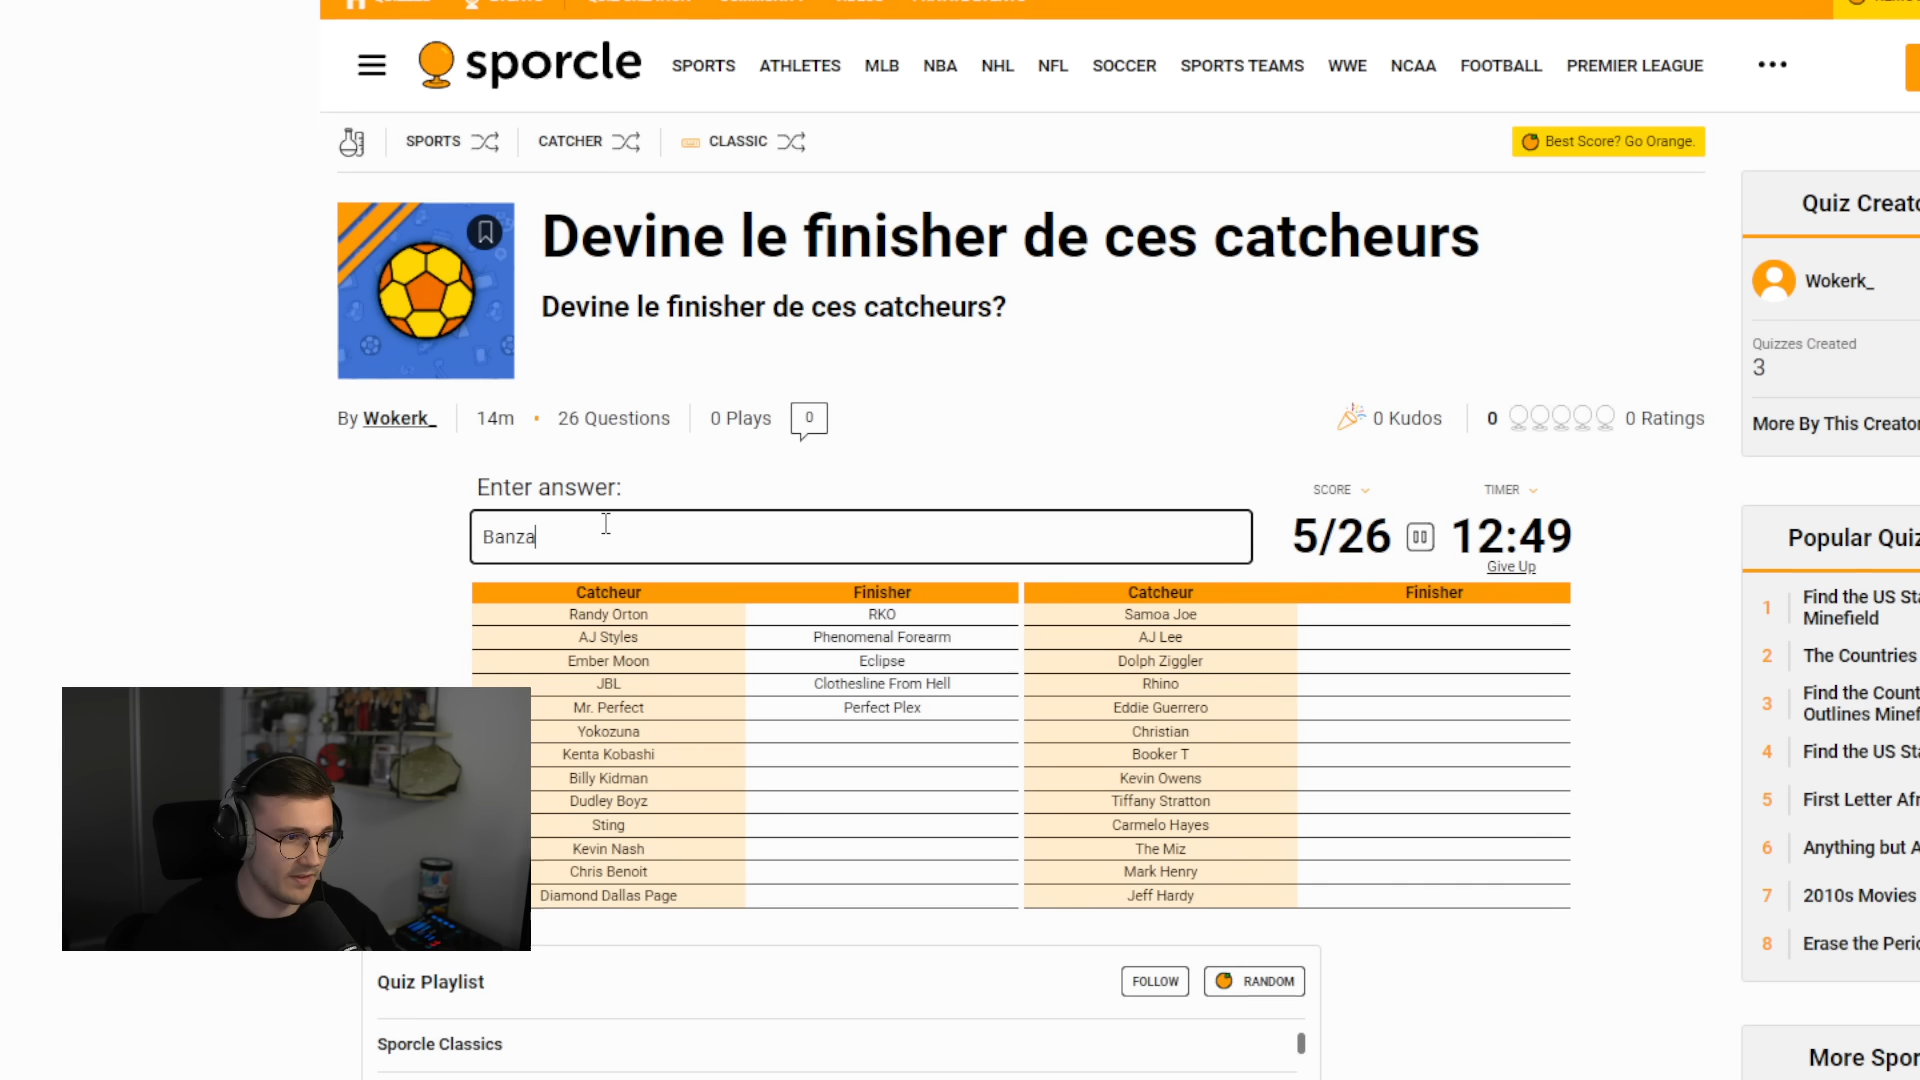 sporcle
SPORTS ATHLETES MLB NBA NHL NFL SOCCER SPORTS TEAMS WWE NCAA FOOTBALL PREMIER LEAGUE
SPORTS CATCHER CLASSIC
Best Score? Go Orange.
Devine le finisher de ces catcheurs
Devine le finisher de ces catcheurs?
By Wokerk_ 14m • 26 Questions 0 Plays 0
0 Kudos 0 0 Ratings
Enter answer:
Banza
SCORE TIMER
5/26 12:49
Give Up
Catcheur Finisher Catcheur Finisher
Randy Orton RKO Samoa Joe
AJ Styles Phenomenal Forearm AJ Lee
Ember Moon Eclipse Dolph Ziggler
JBL Clothesline From Hell Rhino
Mr. Perfect Perfect Plex Eddie Guerrero
Yokozuna Christian
Kenta Kobashi Booker T
Billy Kidman Kevin Owens
Dudley Boyz Tiffany Stratton
Sting Carmelo Hayes
Kevin Nash The Miz
Chris Benoit Mark Henry
Diamond Dallas Page Jeff Hardy
Quiz Playlist
FOLLOW RANDOM
Sporcle Classics
Quiz Creato
Wokerk_
Quizzes Created
3
More By This Creator
Popular Quiz
1 Find the US Sta
Minefield
2 The Countries
3 Find the Count
Outlines Minef
4 Find the US Sta
5 First Letter Afr
6 Anything but A
7 2010s Movies
8 Erase the Perio
More Spor